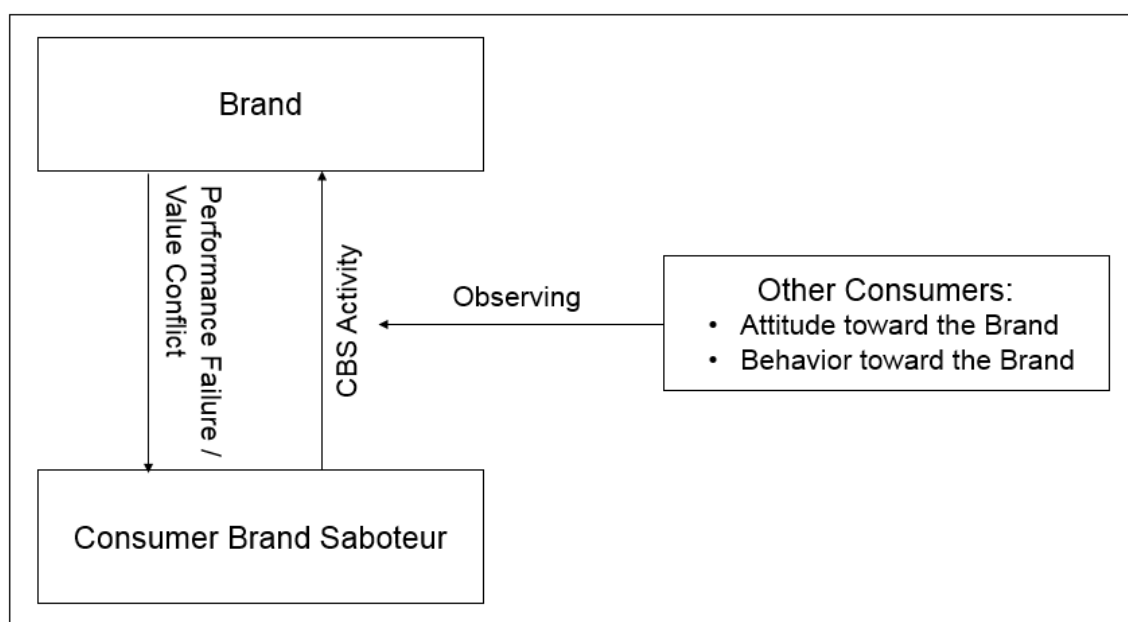 Brand
Performance Failure /
Value Conflict
CBS Activity
Observing
Other Consumers:
• Attitude toward the Brand
• Behavior toward the Brand
Consumer Brand Saboteur